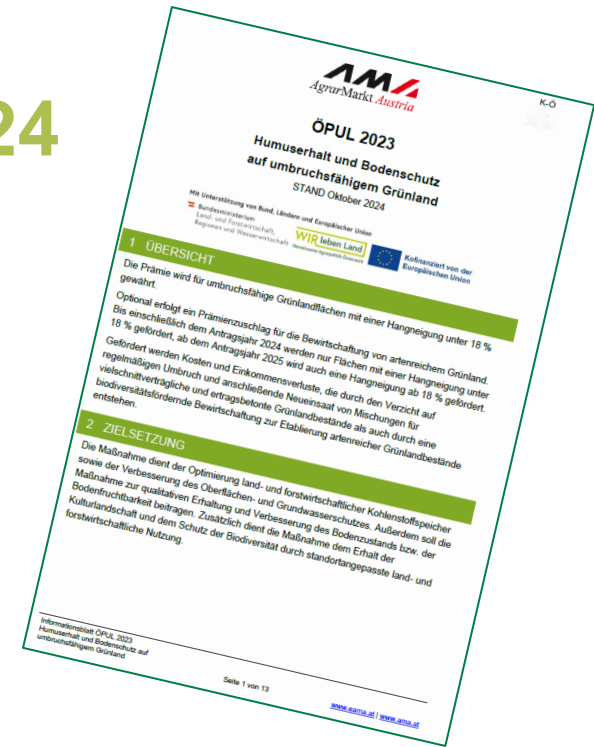 24
AMA
AgrarMarkt Austria
K-Ö
ÖPUL 2023
Humuserhalt und Bodenschutz
auf umbruchsfähigem Grünland
STAND Oktober 2024
Mit Unterstützung von Bund, Ländern und Europäischer Union
Bundesministerium
Land- und Forstwirtschaft,
Regionen und Wasserwirtschaft
WIR leben Land
Kofinanziert von der
Europäischen Union
1 ÜBERSICHT
Die Prämie wird für umbruchsfähige Grünlandflächen mit einer Hangneigung unter 18 %
gewährt.
Optional erfolgt ein Prämienzuschlag für die Bewirtschaftung von artenreichem Grünland.
Bis einschließlich dem Antragsjahr 2024 werden nur Flächen mit einer Hangneigung unter
18 % gefördert, ab dem Antragsjahr 2025 wird auch eine Hangneigung ab 18 % gefördert.
Gefördert werden Kosten und Einkommensverluste, die durch den Verzicht auf
regelmäßigen Umbruch und anschließende Neueinsaat von Mischungen für
vielschnittverträgliche und ertragsbetonte Grünlandbestände als auch durch eine
biodiversitätsfördernde Bewirtschaftung zur Etablierung artenreicher Grünlandbestände
entstehen.
2 ZIELSETZUNG
Die Maßnahme dient der Optimierung land- und forstwirtschaftlicher Kohlenstoffspeicher
sowie der Verbesserung des Oberflächen- und Grundwasserschutzes. Außerdem soll die
Maßnahme zur qualitativen Erhaltung und Verbesserung des Bodenzustands bzw. der
Bodenfruchtbarkeit beitragen. Zusätzlich dient die Maßnahme dem Erhalt der
Kulturlandschaft und dem Schutz der Biodiversität durch standortangepasste land- und
forstwirtschaftliche Nutzung.
Informationsblatt ÖPUL 2023
Humuserhalt und Bodenschutz auf
umbruchsfähigem Grünland
Seite 1 von 13
www.eama.at | www.ama.at